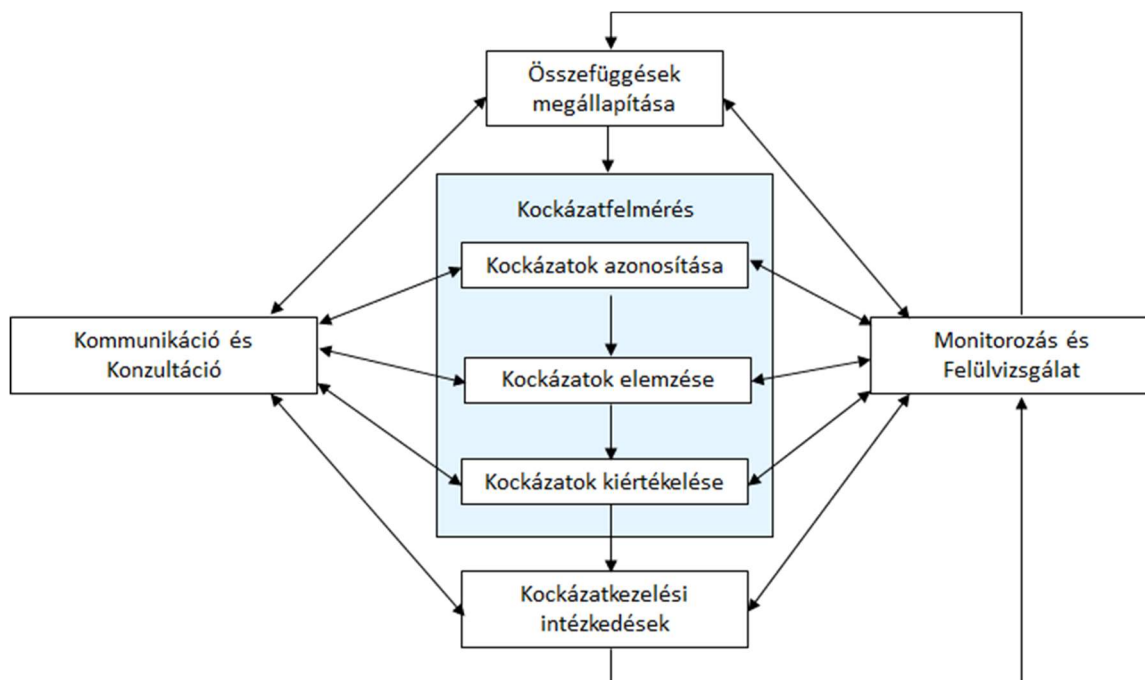 Összefüggések
megállapítása
Kockázatfelmérés
Kockázatok azonosítása
Kommunikáció és
Konzultáció
Monitorozás és
Felülvizsgálat
Kockázatok elemzése
Kockázatok kiértékelése
Kockázatkezelési
intézkedések